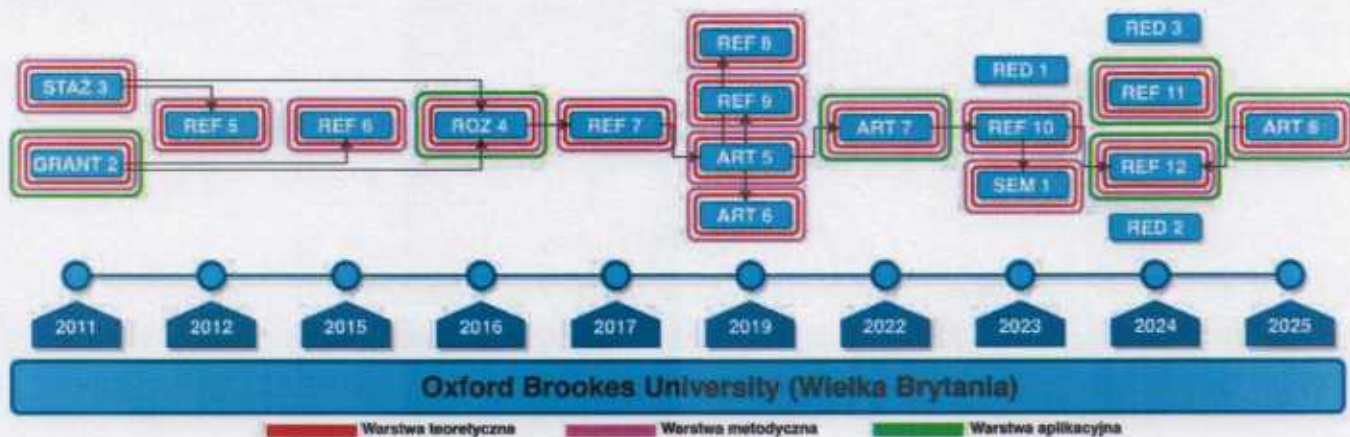 RED 3
REF 8
RED 1
STAŻ 3
REF 9
REF 11
REF 5
REF 6
ROZ 4
REF 7
ART 7
REF 10
ART 8
ART 5
GRANT 2
REF 12
SEM 1
ART 6
RED 2
2011
2012
2015
2016
2017
2019
2022
2023
2024
2025
Oxford Brookes University (Wielka Brytania)
Warstwa teoretyczna
Warstwa metodyczna
Warstwa aplikacyjna